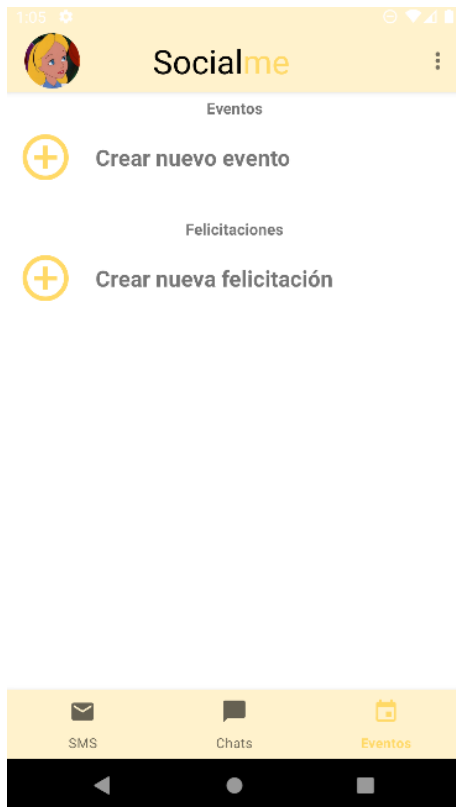 1:05
Socialme
Eventos
Crear nuevo evento
Felicitaciones
Crear nueva felicitación
SMS
Chats
Eventos